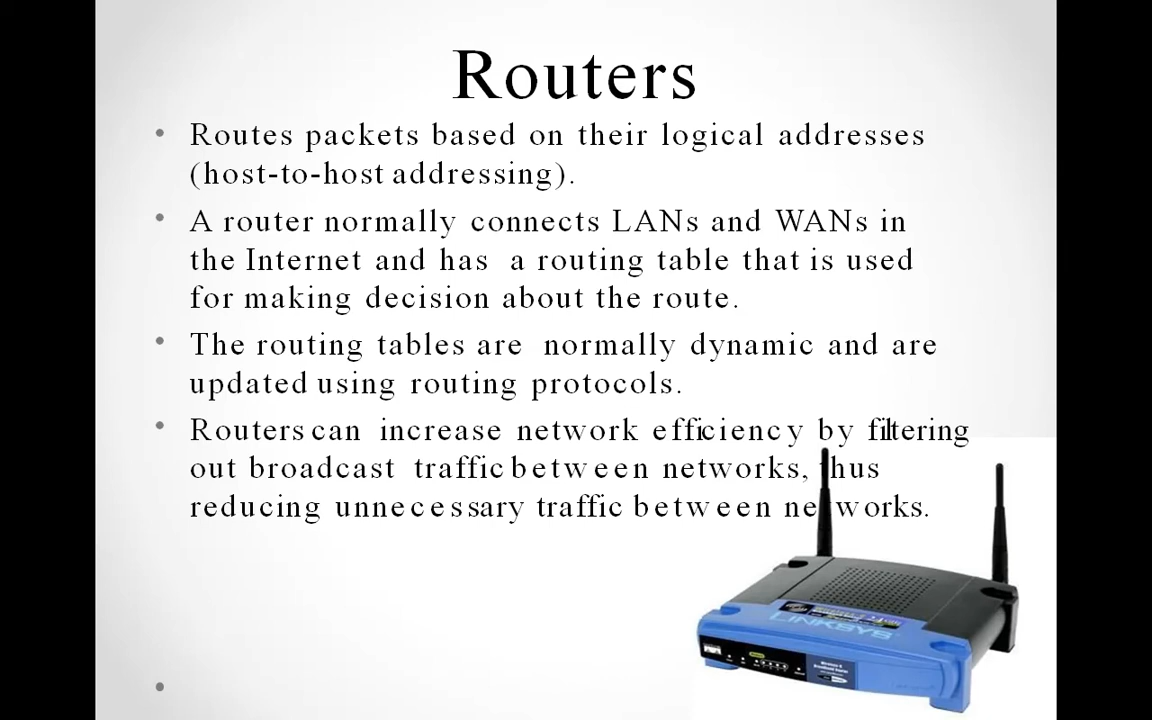 Routers
• Routes packets based on their logical addresses
(host-to-host addressing).
• A router normally connects LANs and WANs in
the Internet and has a routing table that is used
for making decision about the route.
• The routing tables are normally dynamic and are
updated using routing protocols.
• Routers can increase network efficiency by filtering
out broadcast traffic between networks, thus
reducing unnecessary traffic between networks.
•
LINKSYS